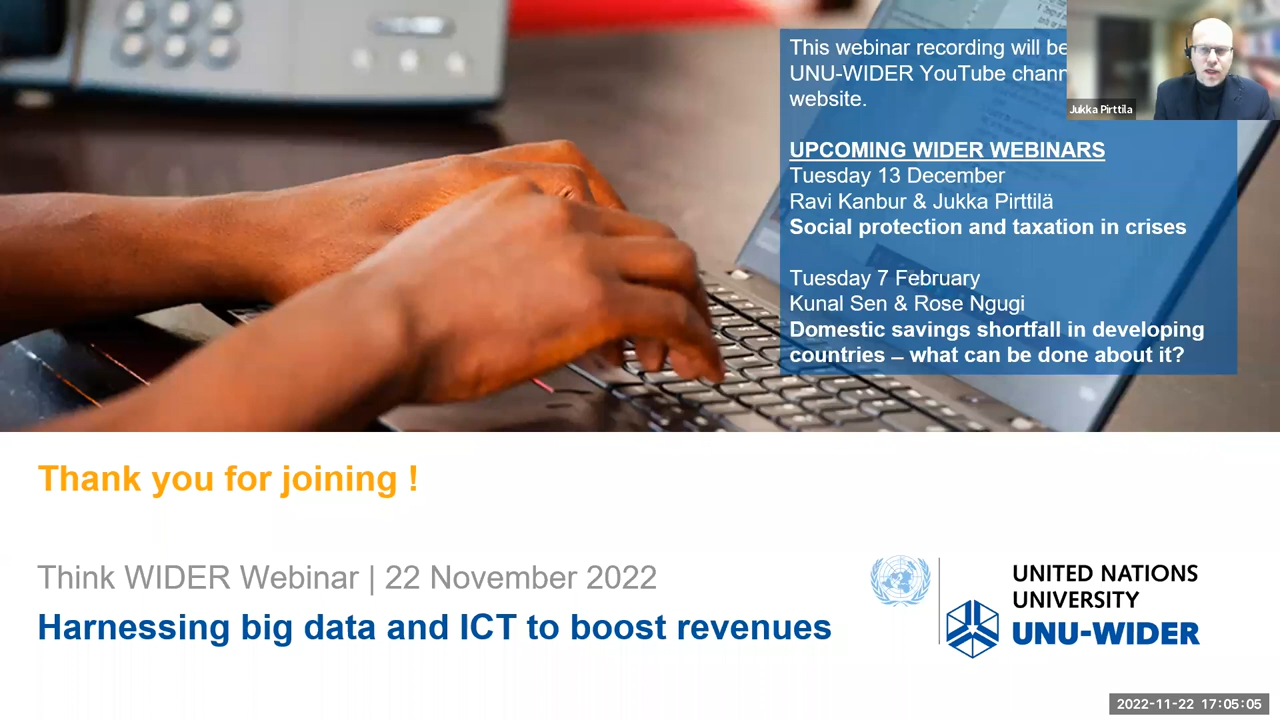 This webinar recording will be
UNU-WIDER YouTube
website.
Jukka Pirttila
UPCOMING WIDER WEBINARS
Tuesday 13 December
Ravi Kanbur & Jukka Pirttilä
Social protection and taxation in crises
Tuesday 7 February
Kunal Sen & Rose Ngugi
Domestic savings shortfall in developing
countries – what can be done about it?
Thank you for joining !
Think WIDER Webinar | 22 November 2022
Harnessing big data and ICT to boost revenues
UNITED NATIONS
UNIVERSITY
UNU-WIDER
2022-11-22 17:05:05